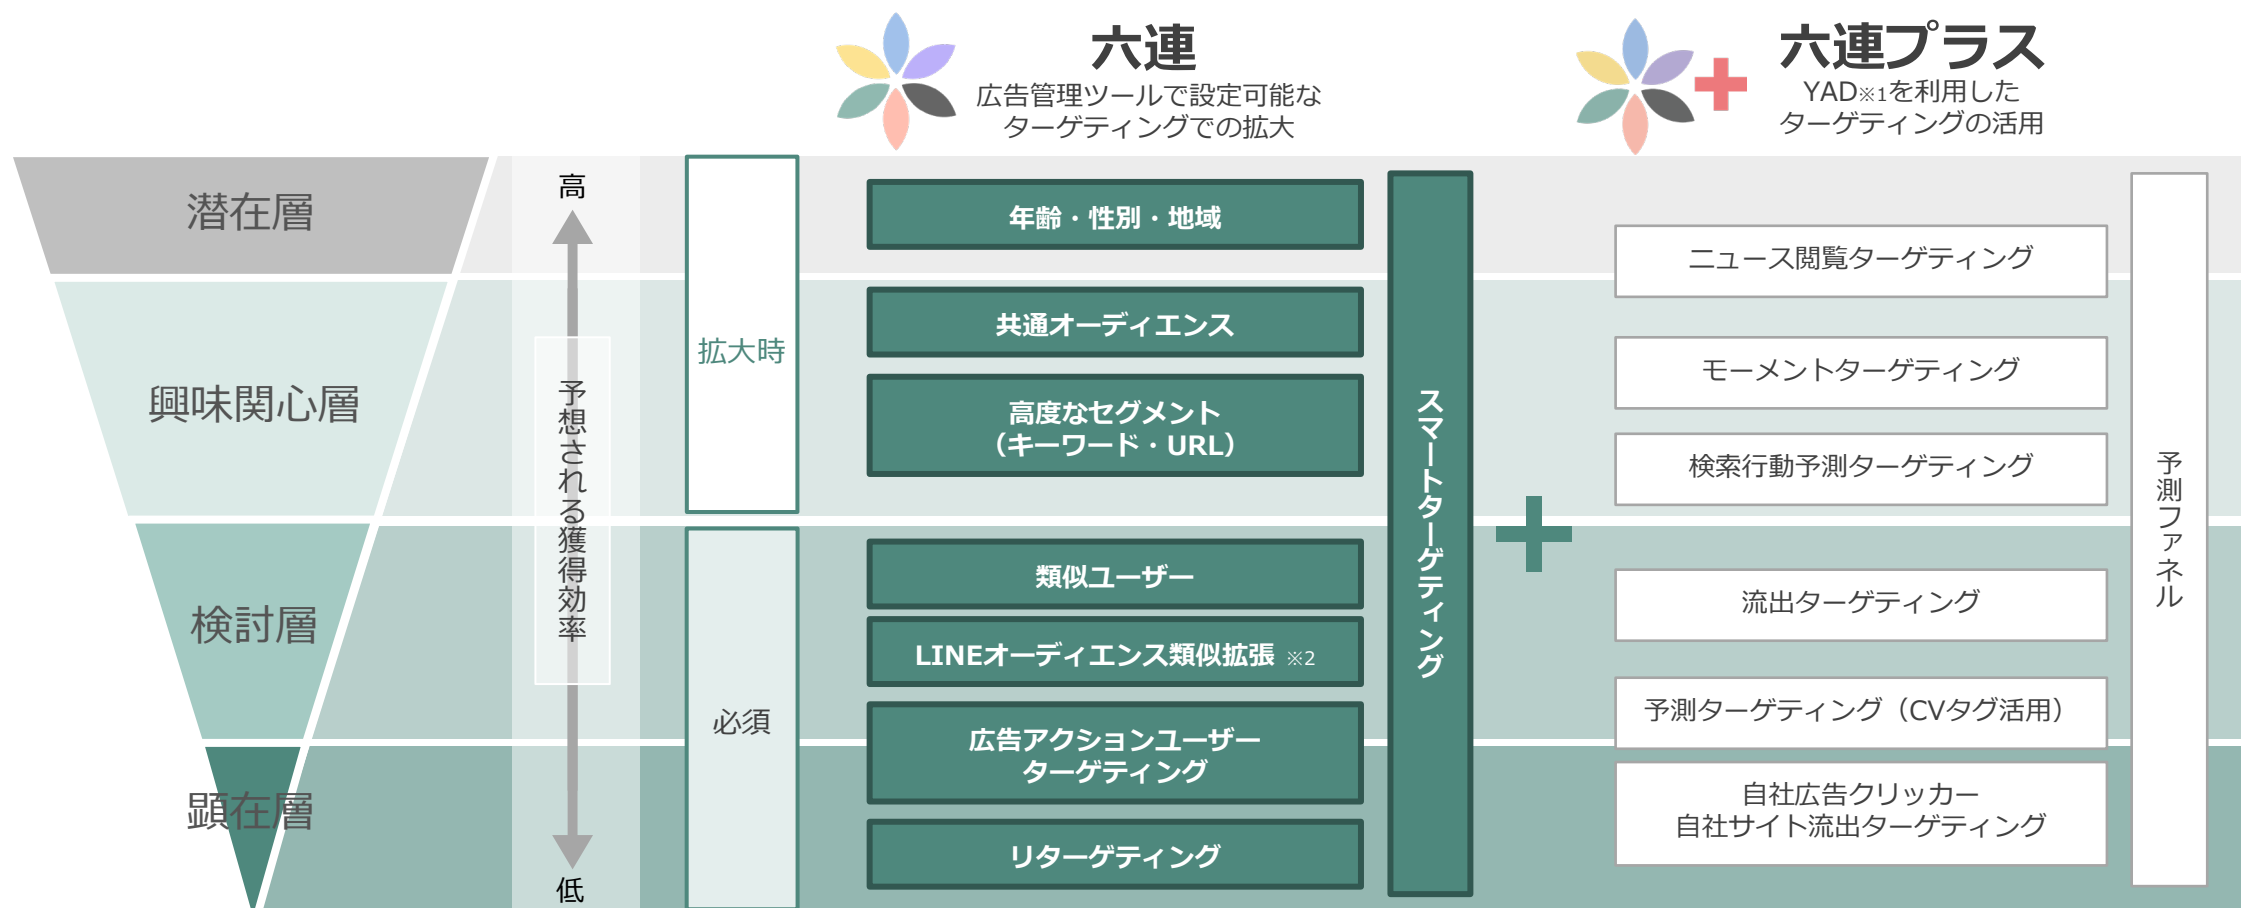 六連
広告管理ツールで設定可能な
ターゲティングでの拡大
六連プラス
YAD※1を利用した
ターゲティングの活用
潜在層
興味関心層
検討層
顕在層
高
予想される獲得効率
低
拡大時
必須
年齢・性別・地域
共通オーディエンス
高度なセグメント
（キーワード・URL）
類似ユーザー
LINEオーディエンス類似拡張 ※2
広告アクションユーザー
ターゲティング
リターゲティング
スマートターゲティング
ニュース閲覧ターゲティング
モーメントターゲティング
検索行動予測ターゲティング
流出ターゲティング
予測ターゲティング（CVタグ活用）
自社広告クリッカー
自社サイト流出ターゲティング
予測ファネル